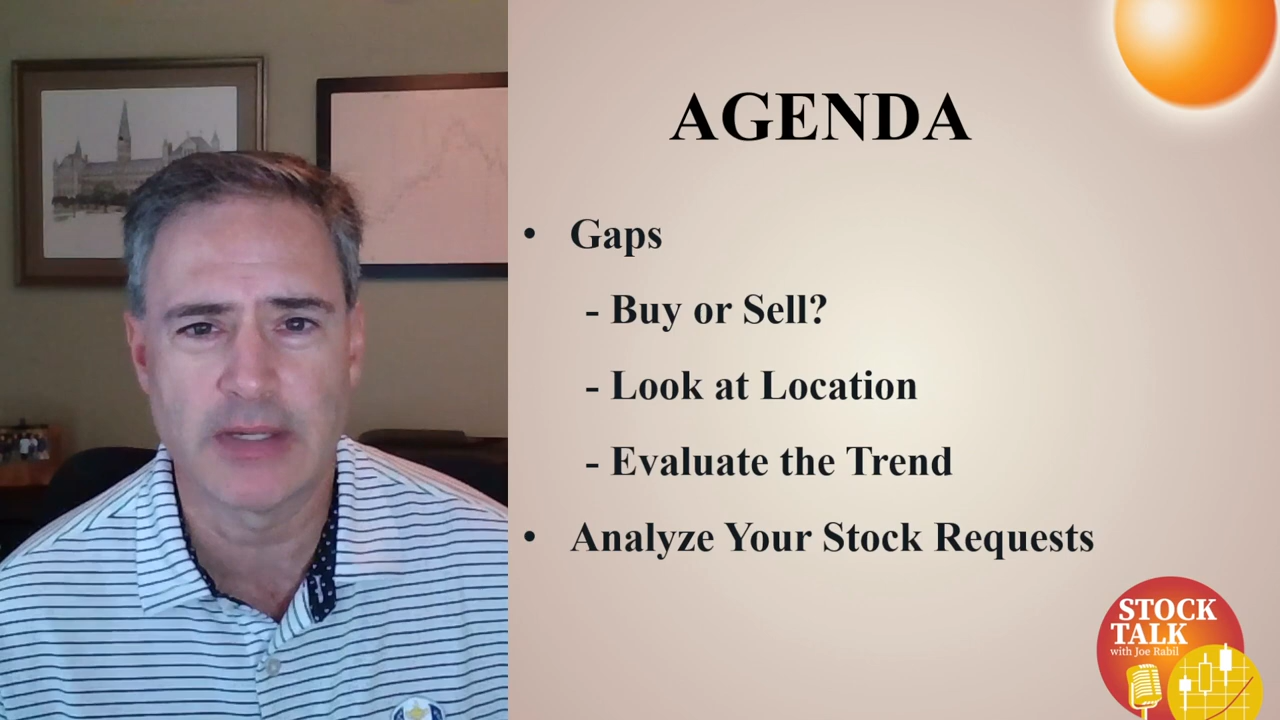 AGENDA
• Gaps
- Buy or Sell?
- Look at Location
- Evaluate the Trend
• Analyze Your Stock Requests
STOCK
TALK
with Joe Rabil